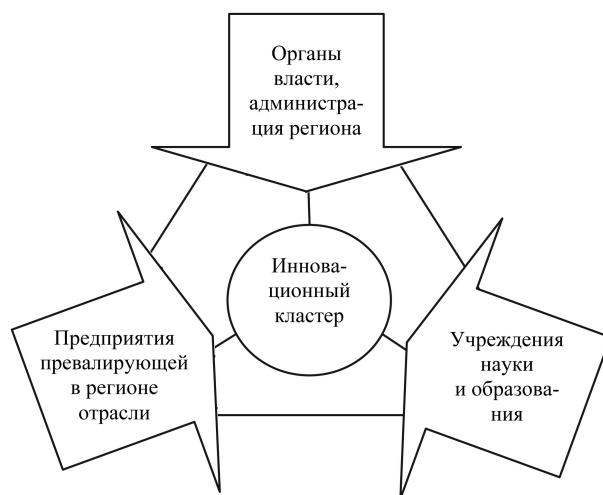 Органы
власти,
администра-
ция региона
Иннова-
ционный
кластер
Предприятия
превалирующей
в регионе
отрасли
Учреждения
науки
и образова-
ния